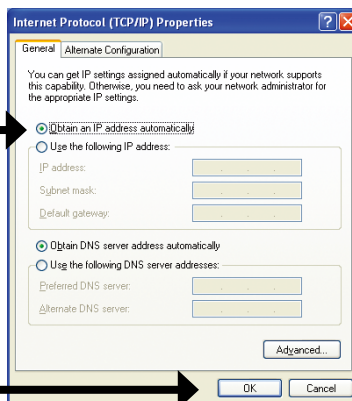 Internet Protocol (TCP/IP) Properties
General
Alternate Configuration
You can get IP settings assigned automatically if your network supports
this capability. Otherwise, you need to ask your network administrator for
the appropriate IP settings.
Obtain an IP address automatically
Use the following IP address:
IP address:
Subnet mask:
Default gateway:
Obtain DNS server address automatically
Use the following DNS server addresses:
Preferred DNS server:
Alternate DNS server:
Advanced...
OK
Cancel